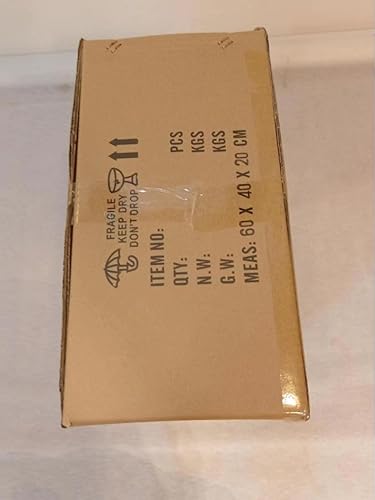 FRAGILE
KEEP DRY
DON'T DROP
ITEM NO:
QTY: PCS
N.W: KGS
G.W: KGS
MEAS: 60 X 40 X 20 CM